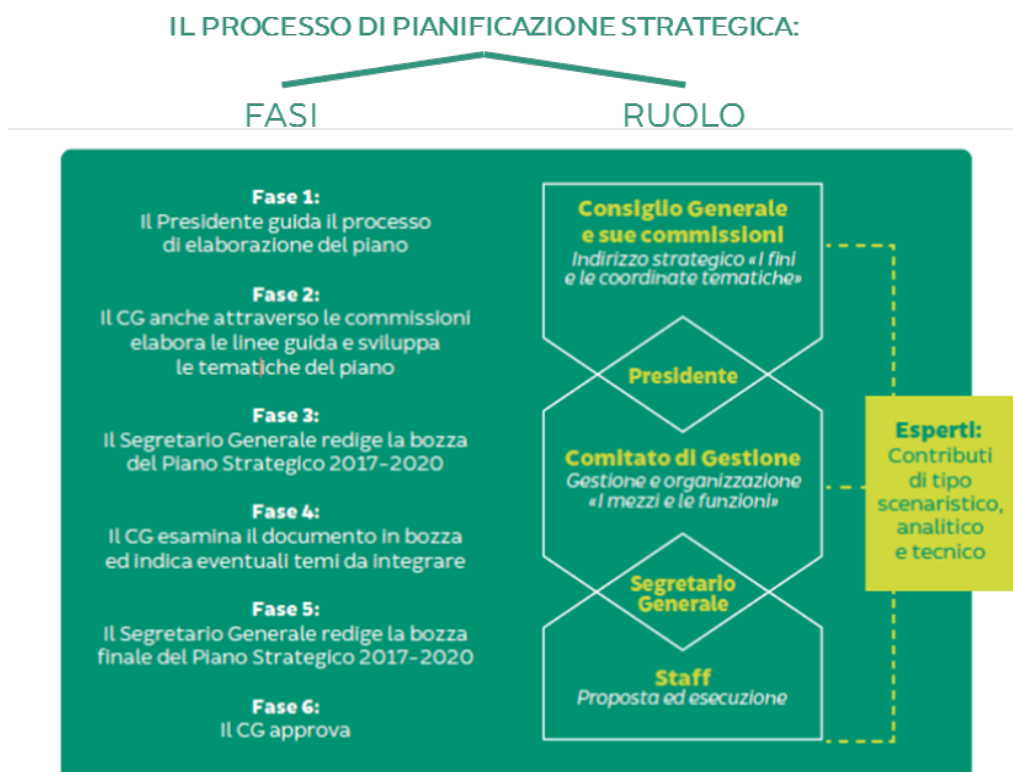 IL PROCESSO DI PIANIFICAZIONE STRATEGICA:
FASI
RUOLO
Fase 1:
Il Presidente guida il processo
di elaborazione del piano
Fase 2:
Il CG anche attraverso le commissioni
elabora le linee guida e sviluppa
le tematiche del piano
Fase 3:
Il Segretario Generale redige la bozza
del Piano Strategico 2017-2020
Fase 4:
Il CG esamina il documento in bozza
ed indica eventuali temi da integrare
Fase 5:
Il Segretario Generale redige la bozza
finale del Piano Strategico 2017-2020
Fase 6:
Il CG approva
Consiglio Generale
e sue commissioni
Indirizzo strategico «I fini
e le coordinate tematiche»
Presidente
Comitato di Gestione
Gestione e organizzazione
«I mezzi e le funzioni»
Segretario
Generale
Staff
Proposta ed esecuzione
Esperti:
Contributi
di tipo
scenaristico,
analitico
e tecnico